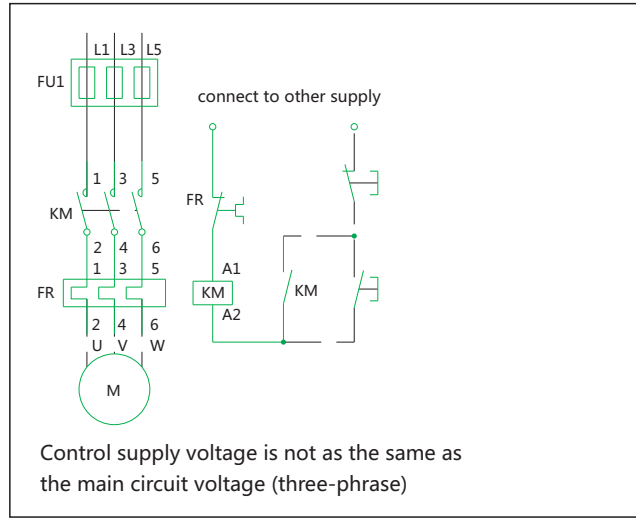 L1 L3 L5
FU1
connect to other supply
1 3 5
KM
FR
2 4 6
1 3 5
FR
A1
KM
KM
A2
2 4 6
U V W
M
Control supply voltage is not as the same as
the main circuit voltage (three-phrase)